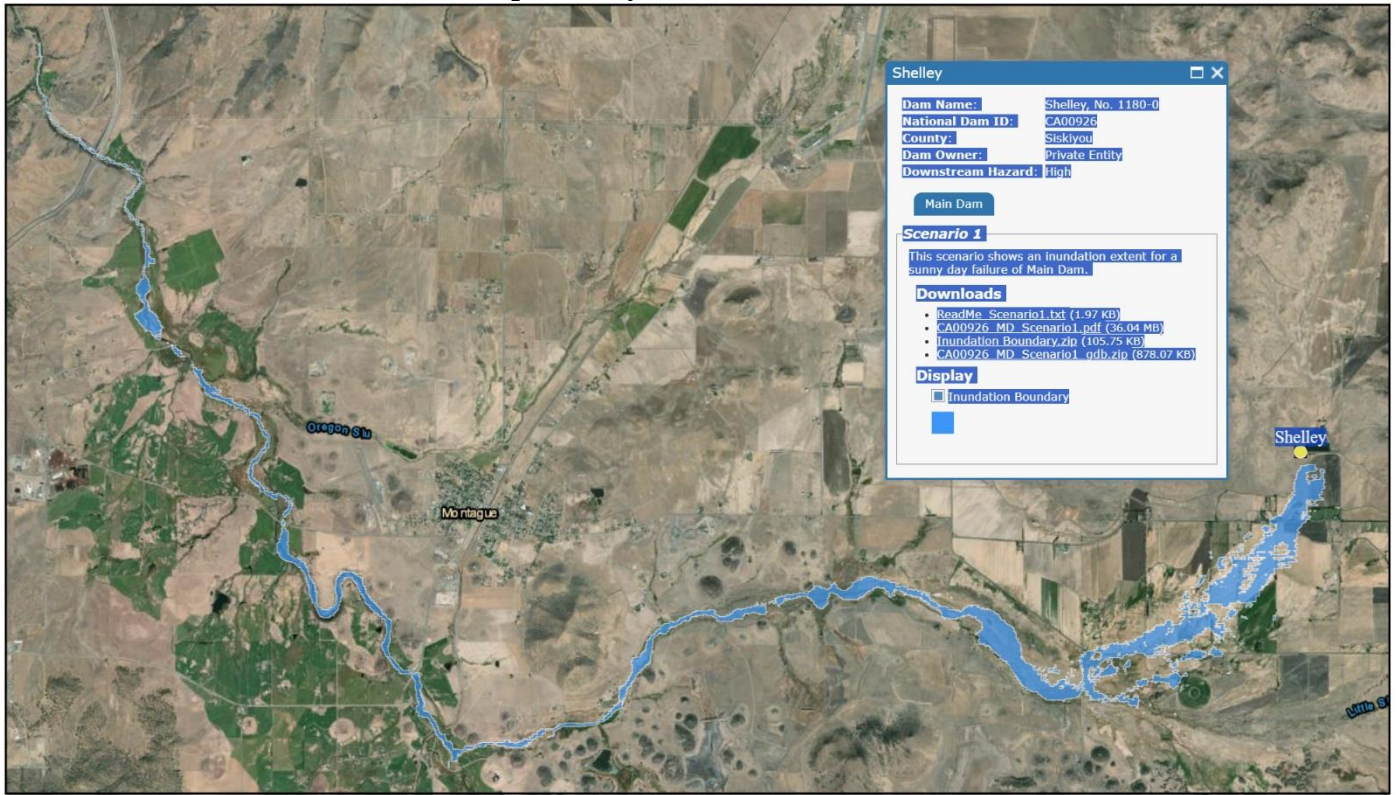 Shelley
Dam Name: Shelley, No. 1180-0
National Dam ID: CA00926
County: Siskiyou
Dam Owner: Private Entity
Downstream Hazard: High
Main Dam
Scenario 1
This scenario shows an inundation extent for a
sunny day failure of Main Dam.
Downloads
• ReadMe_Scenario1.txt (1.97 KB)
• CA00926_MD_Scenario1.pdf (36.04 MB)
• Inundation Boundary.zip (105.75 KB)
• CA00926_MD_Scenario1_gdb.zip (878.07 KB)
Display
Inundation Boundary
Shelley
Oregon Slu
Montague
Little S